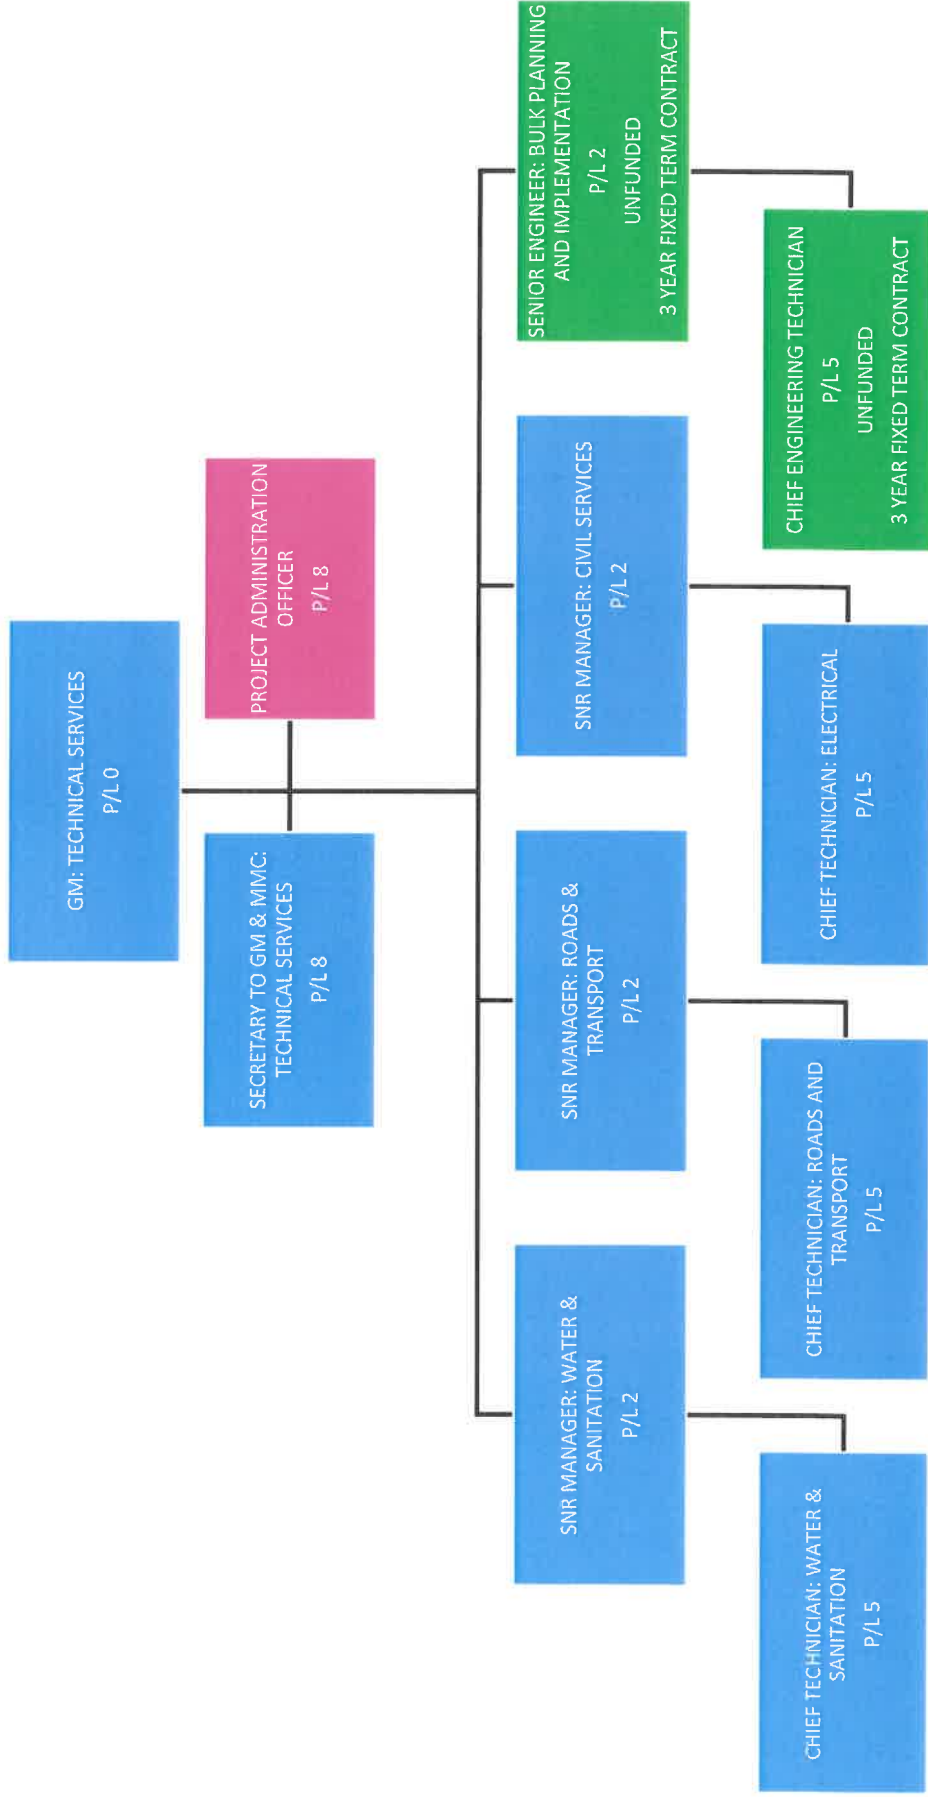 GM: TECHNICAL SERVICES
P/L 0
SECRETARY TO GM & MMC:
TECHNICAL SERVICES
P/L 8
PROJECT ADMINISTRATION
OFFICER
P/L 8
SNR MANAGER: WATER &
SANITATION
P/L 2
SNR MANAGER: ROADS &
TRANSPORT
P/L 2
SNR MANAGER: CIVIL SERVICES
P/L 2
SENIOR ENGINEER: BULK PLANNING
AND IMPLEMENTATION
P/L 2
UNFUNDED
3 YEAR FIXED TERM CONTRACT
CHIEF TECHNICIAN: WATER &
SANITATION
P/L 5
CHIEF TECHNICIAN: ROADS AND
TRANSPORT
P/L 5
CHIEF TECHNICIAN: ELECTRICAL
P/L 5
CHIEF ENGINEERING TECHNICIAN
P/L 5
UNFUNDED
3 YEAR FIXED TERM CONTRACT